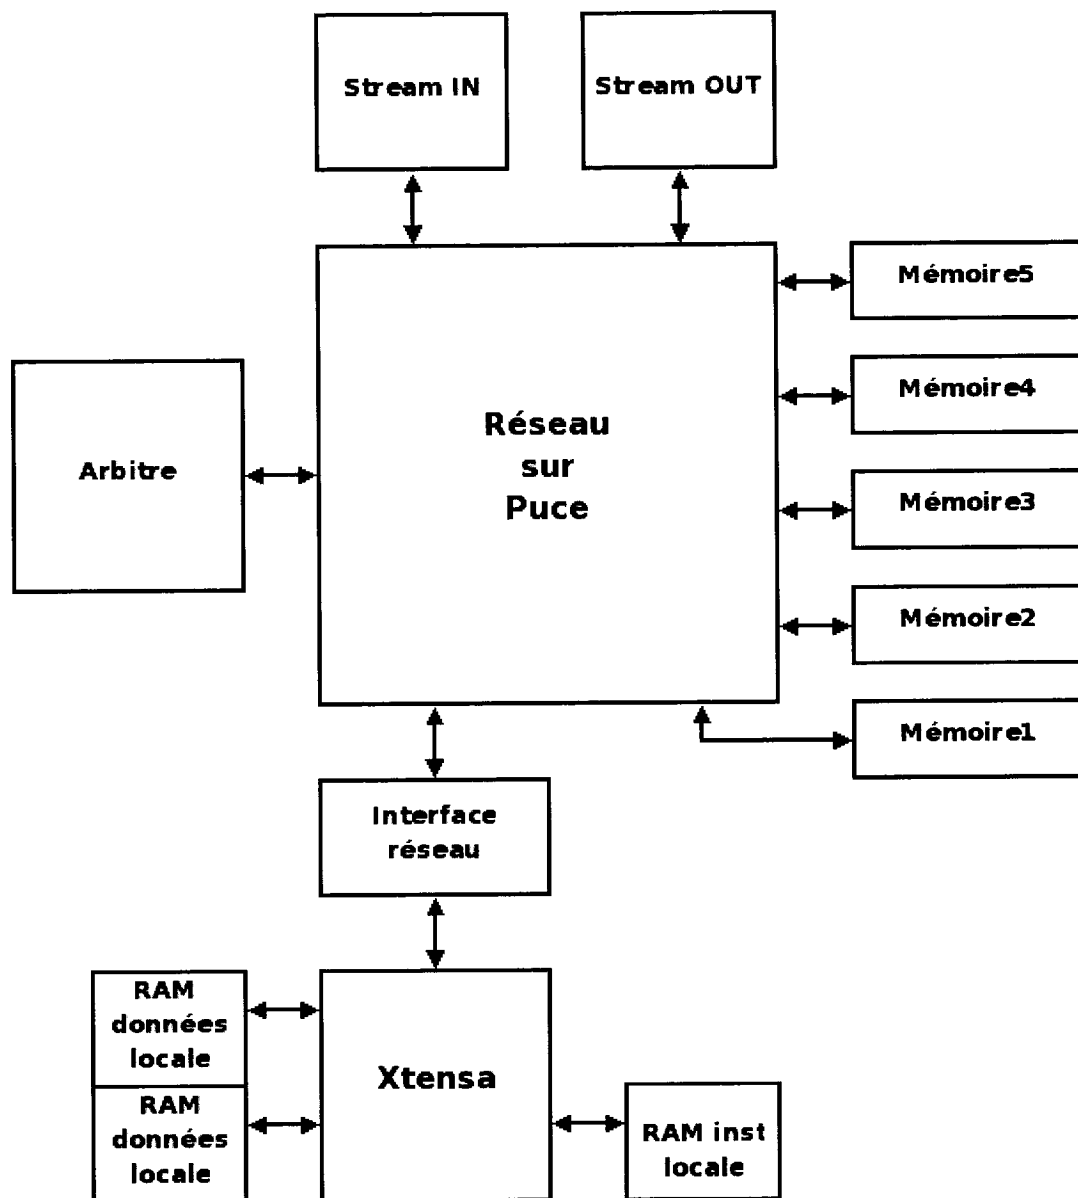 Stream IN
Stream OUT
Mémoire5
Mémoire4
Réseau
sur
Puce
Arbitre
Mémoire3
Mémoire2
Mémoire1
Interface
réseau
RAM
données
locale
Xtensa
RAM
données
locale
RAM inst
locale